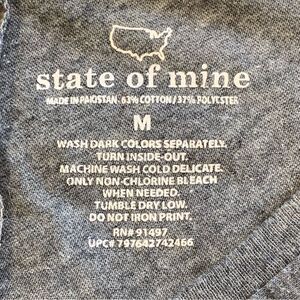 state of mine
MADE IN PAKISTAN. 63% COTTON/37% POLYESTER
M
WASH DARK COLORS SEPARATELY.
TURN INSIDE-OUT.
MACHINE WASH COLD DELICATE.
ONLY NON-CHLORINE BLEACH
WHEN NEEDED.
TUMBLE DRY LOW.
DO NOT IRON PRINT.
RN# 91497
UPC# 797642742466